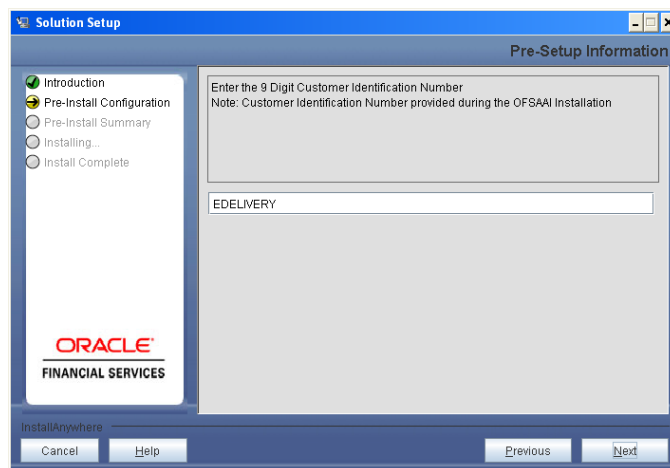 Solution Setup
Pre-Setup Information
Introduction
Pre-Install Configuration
Pre-Install Summary
Installing...
Install Complete
Enter the 9 Digit Customer Identification Number
Note: Customer Identification Number provided during the OFSAAI Installation
EDELIVERY
ORACLE
FINANCIAL SERVICES
InstallAnywhere
Cancel
Help
Previous
Next